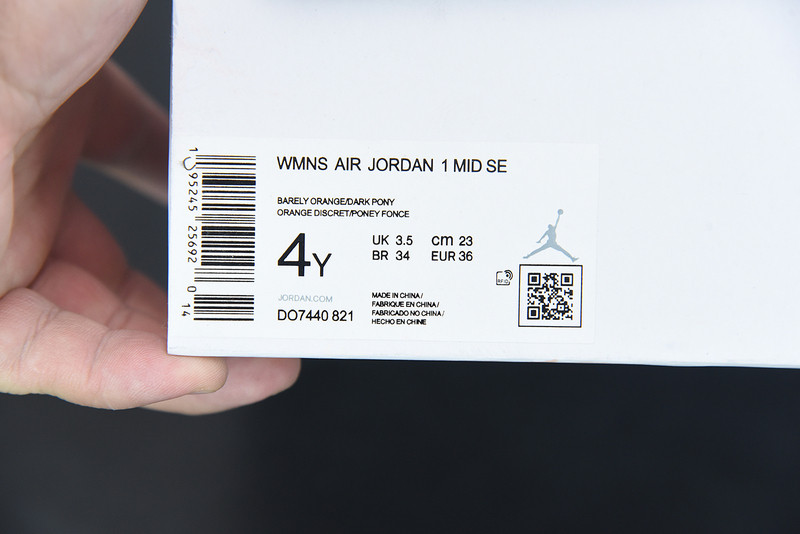 WMNS AIR JORDAN 1 MID SE
BARELY ORANGE/DARK PONY
ORANGE DISCRET/PONEY FONCE
4Y
UK 3.5 cm 23
BR 34 EUR 36
JORDAN.COM
DO7440 821
MADE IN CHINA/
FABRIQUE EN CHINA/
FABRICADO NO CHINA/
HECHO EN CHINE
1 95245 25692 0 14